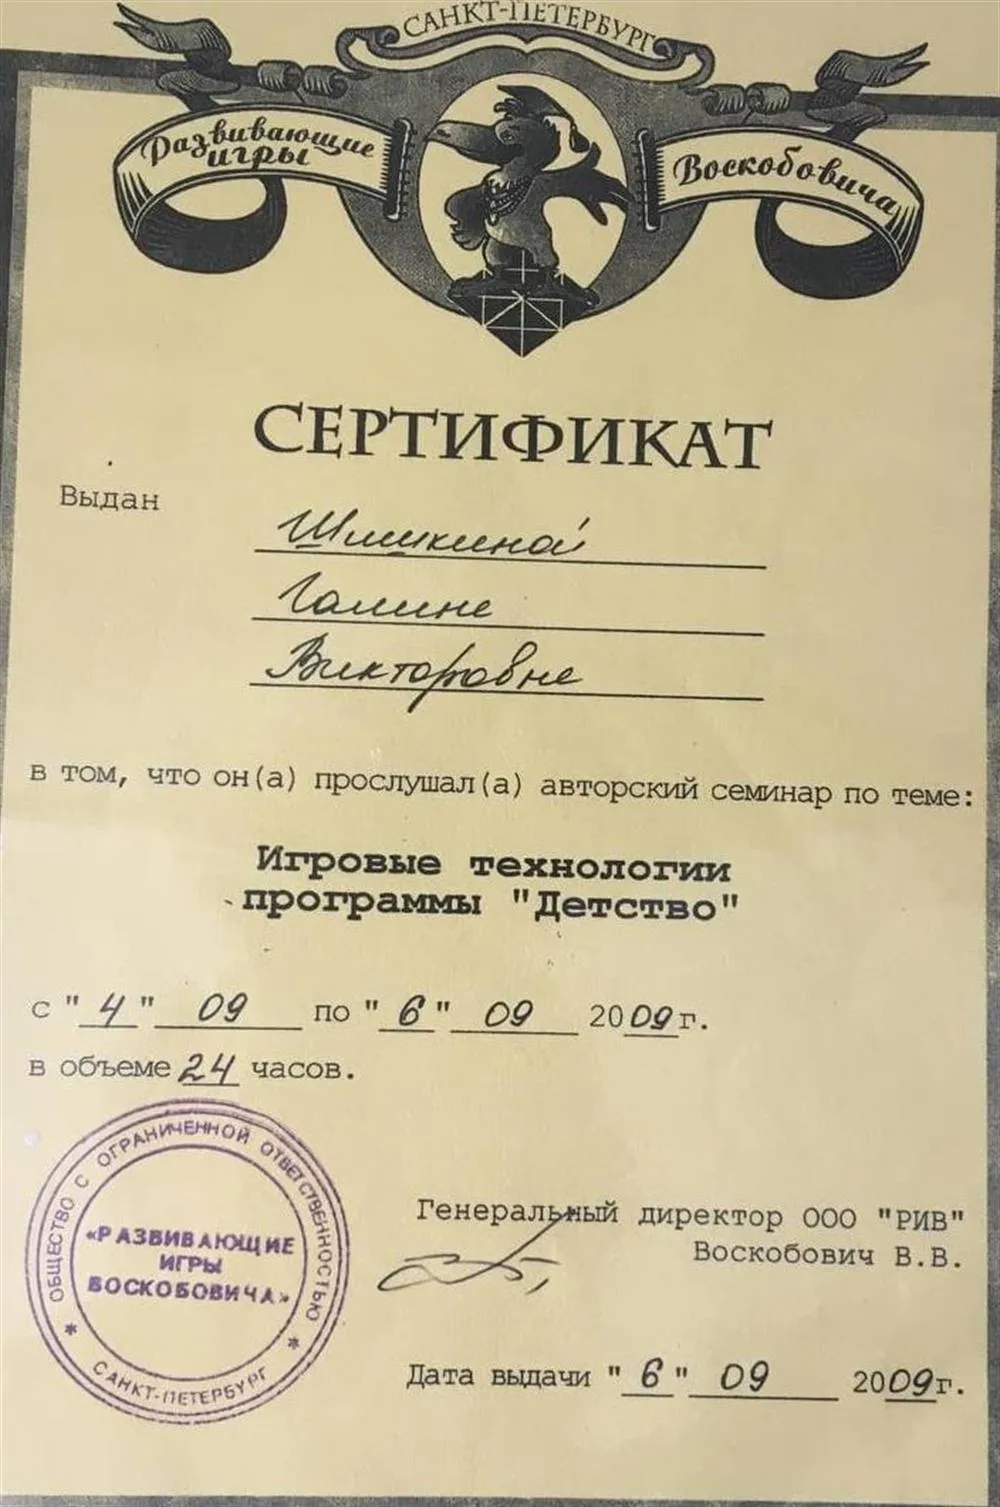 САНКТ-ПЕТЕРБУРГ
Развивающие
игры
Воскобовича
СЕРТИФИКАТ
Выдан
Шишкиной
Галине
Викторовне
в том, что он(а) прослушал(а) авторский семинар по теме:
Игровые технологии
программы "Детство"
с "4" 09 по "6" 09 2009г.
в объеме 24 часов.
ОБЩЕСТВО С ОГРАНИЧЕННОЙ ОТВЕТСТВЕННОСТЬЮ
«РАЗВИВАЮЩИЕ
ИГРЫ
ВОСКОБОВИЧА»
* САНКТ-ПЕТЕРБУРГ *
Генеральный директор ООО "РИВ"
Воскобович В.В.
Дата выдачи "6" 09 2009г.